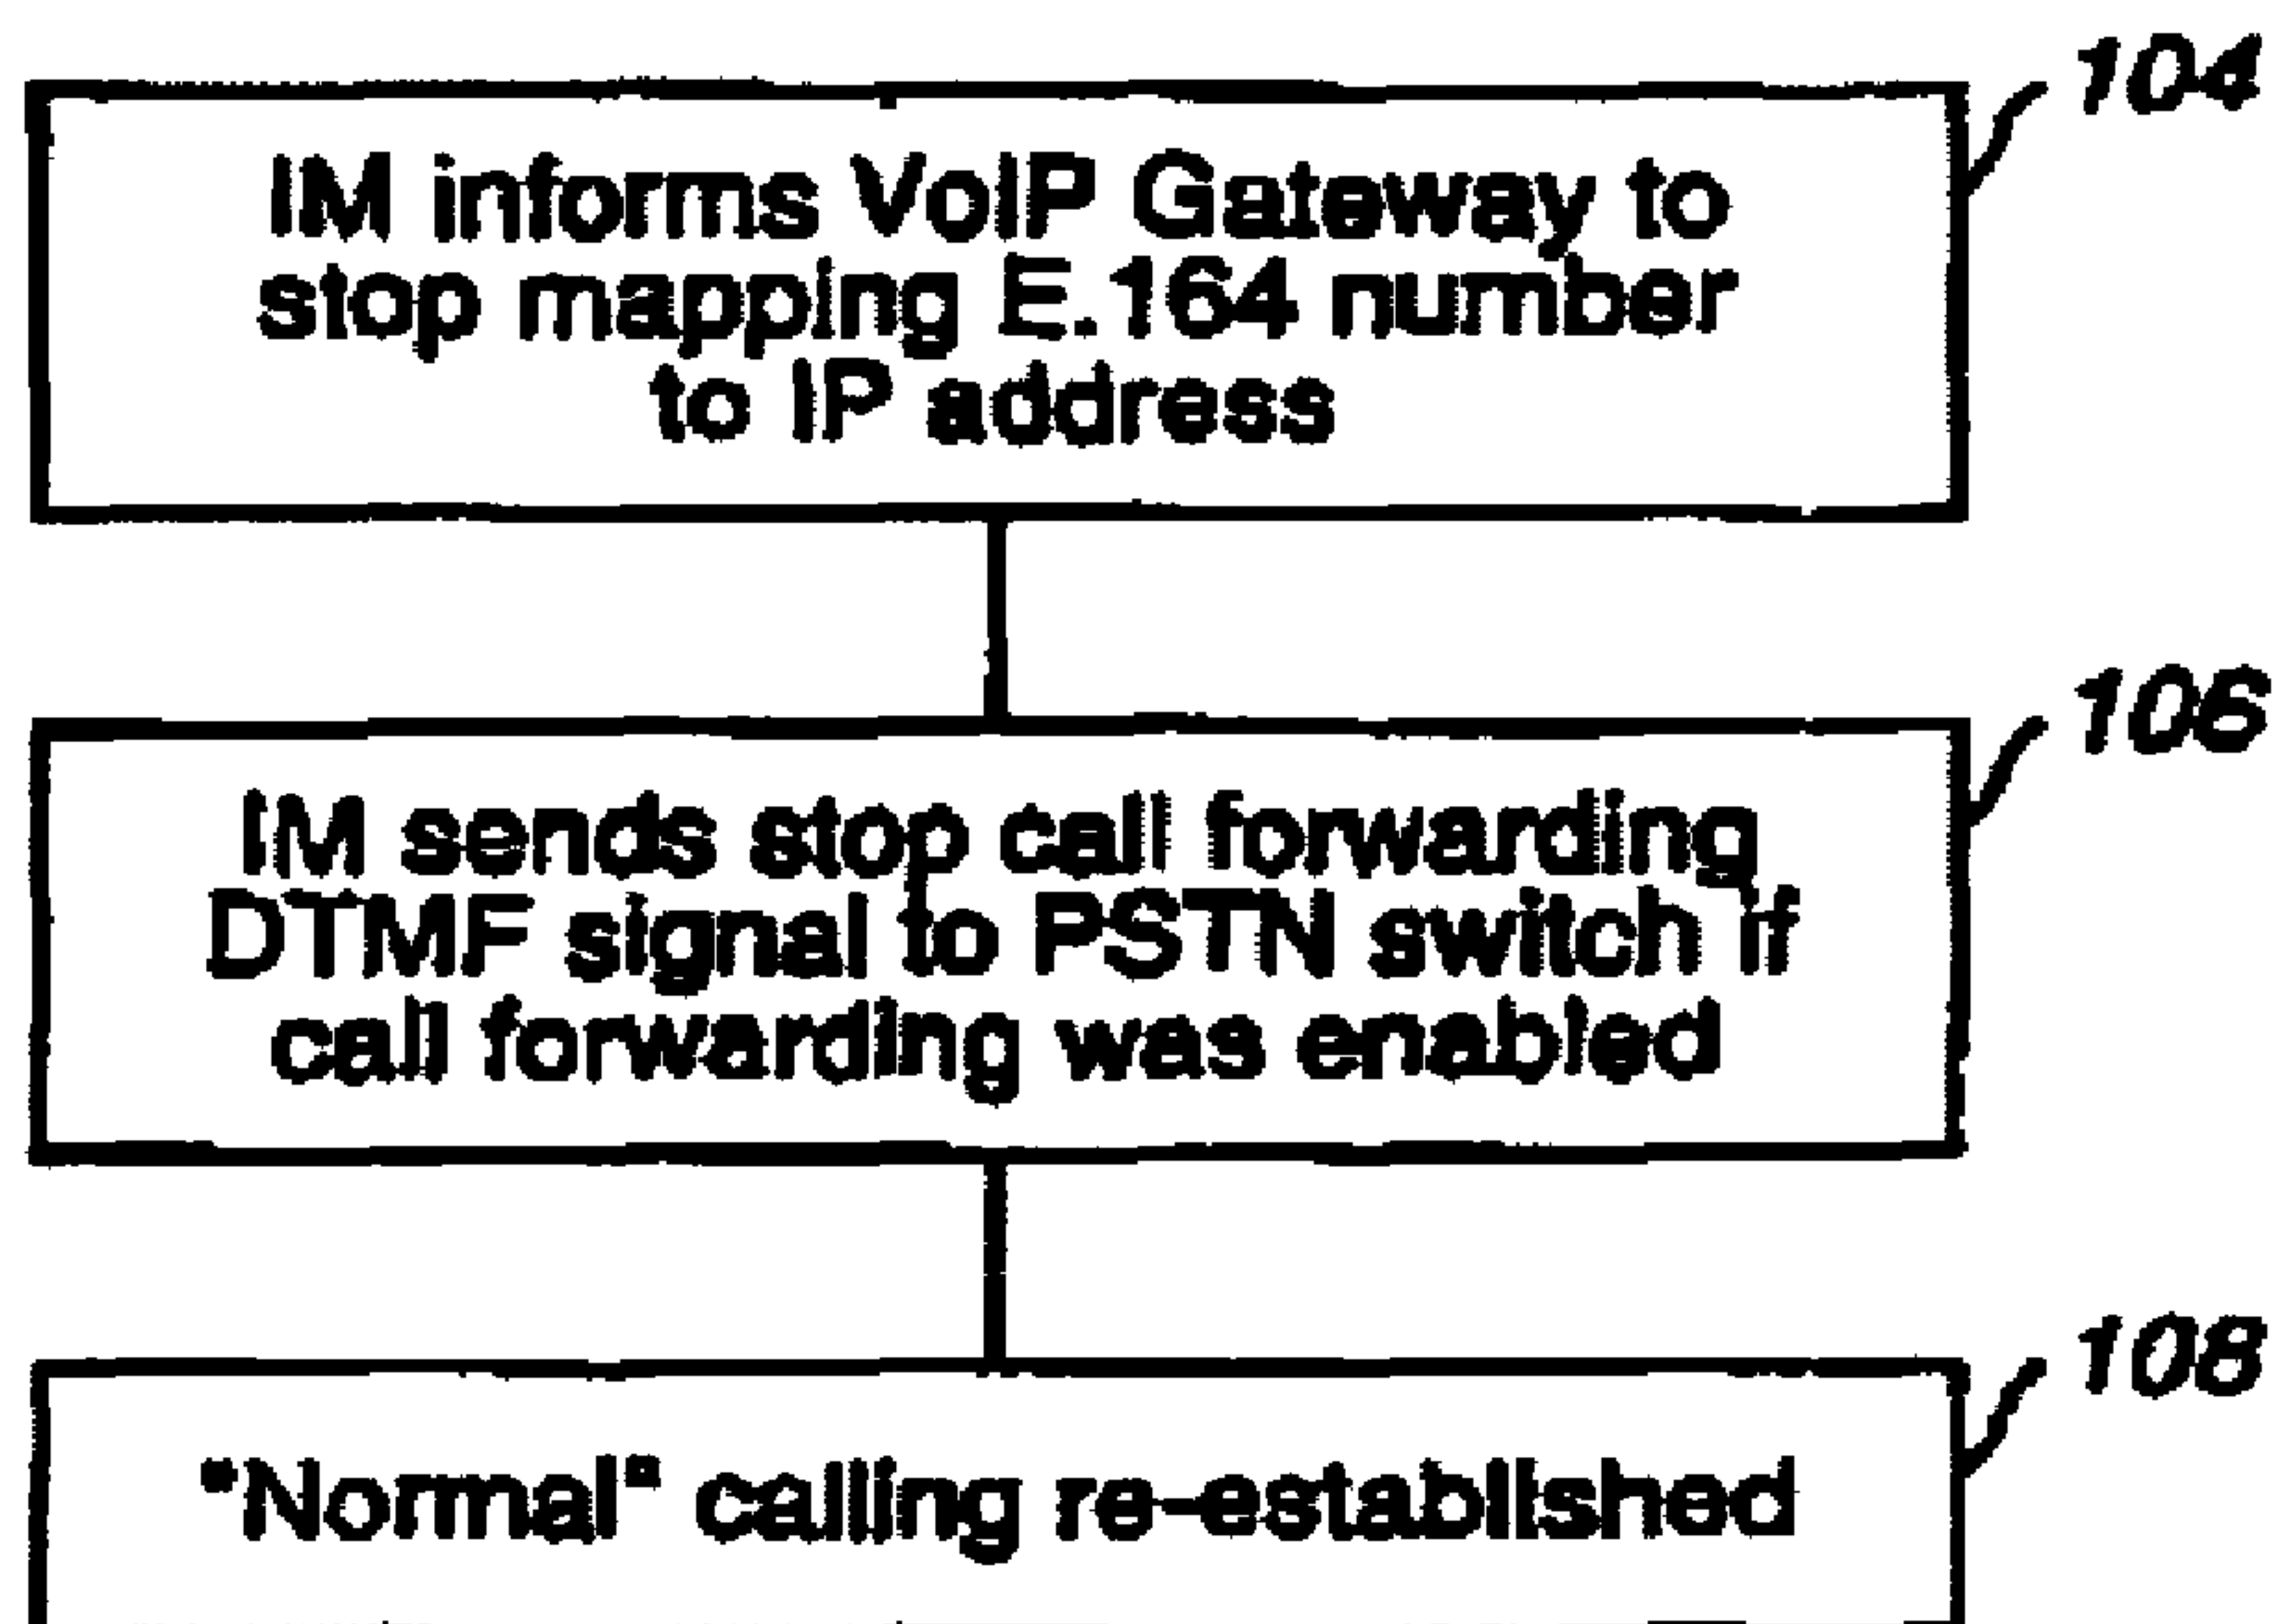 104
IM informs VoIP Gateway to
stop mapping E.164 number
to IP address
106
IM sends stop call forwarding
DTMF signal to PSTN switch if
call forwarding was enabled
108
"Normal" calling re-established